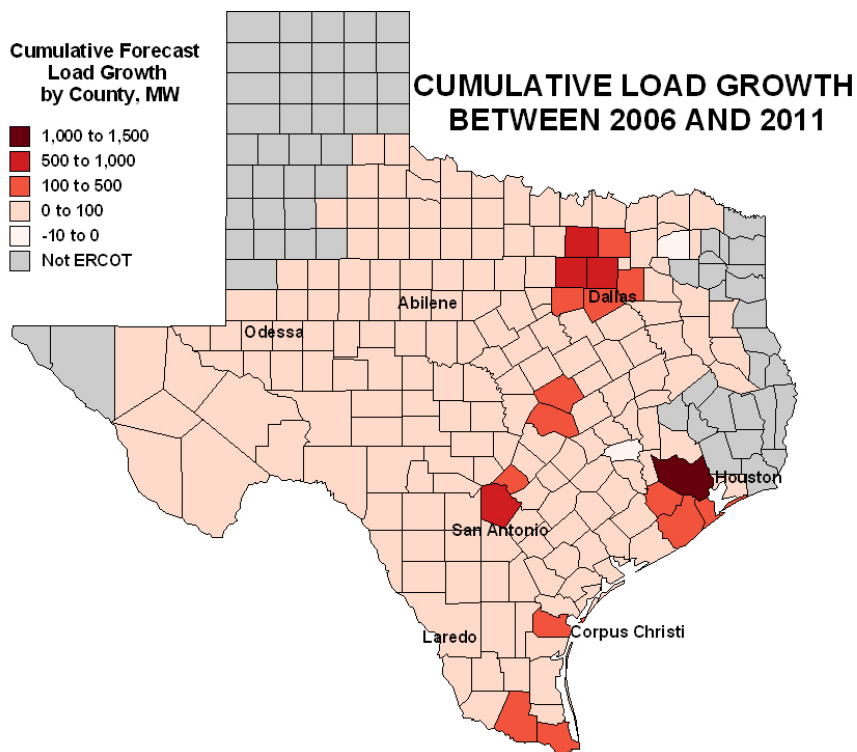 Cumulative Forecast
Load Growth
by County, MW
1,000 to 1,500
500 to 1,000
100 to 500
0 to 100
-10 to 0
Not ERCOT
CUMULATIVE LOAD GROWTH
BETWEEN 2006 AND 2011
Dallas
Abilene
Odessa
Houston
San Antonio
Corpus Christi
Laredo